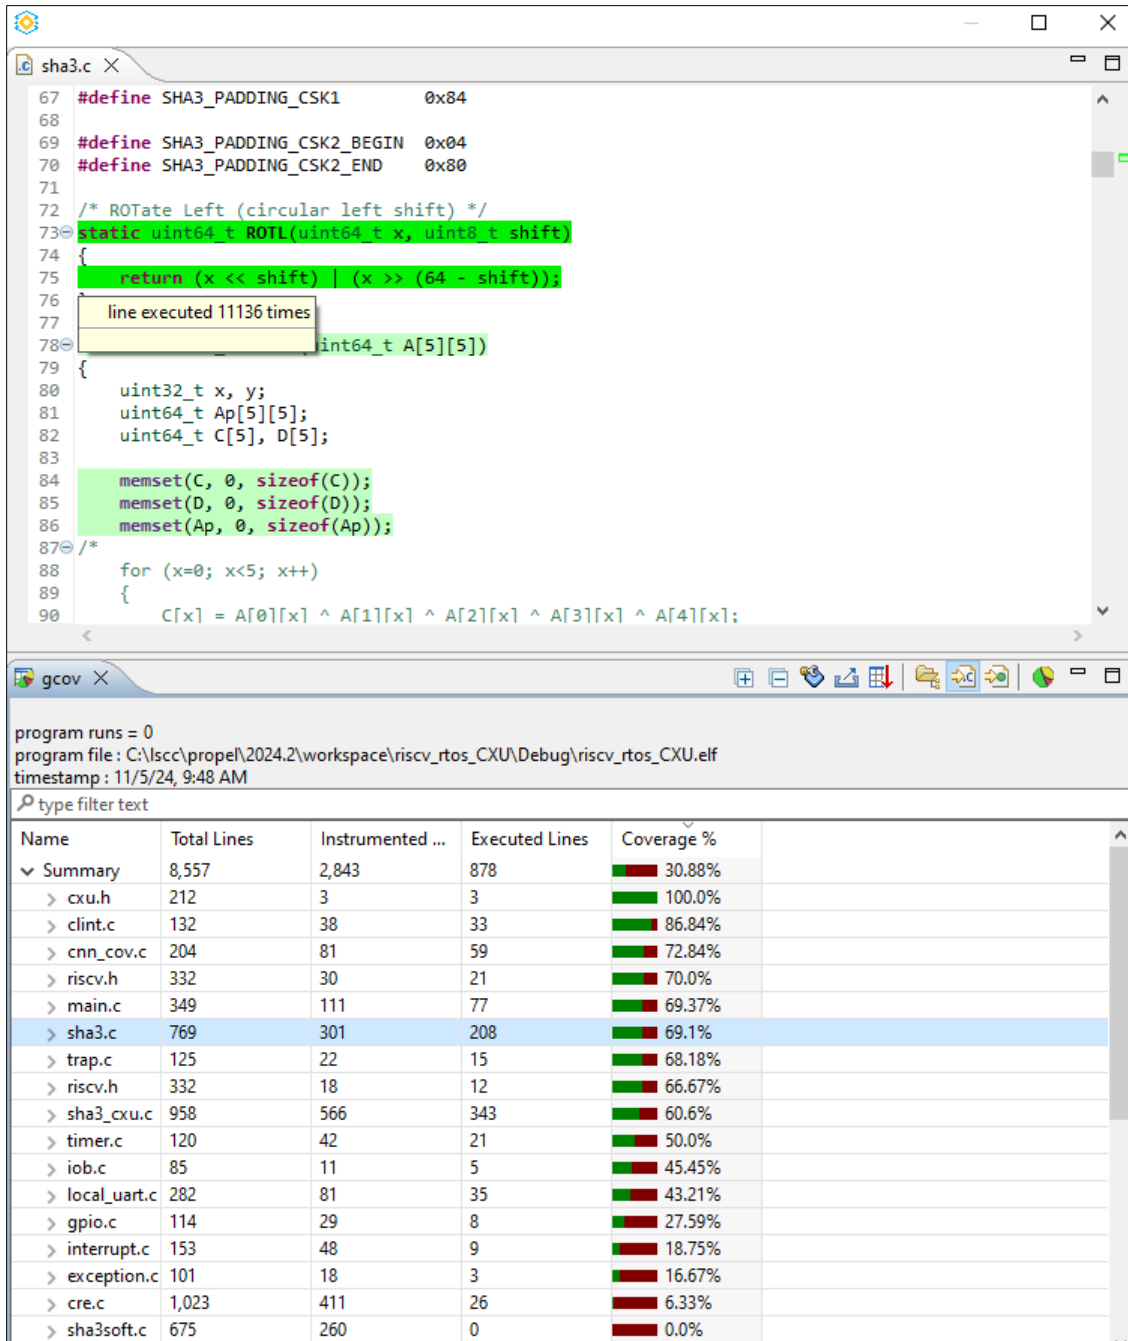 sha3.c
67 #define SHA3_PADDING_CSK1 0x84
68
69 #define SHA3_PADDING_CSK2_BEGIN 0x04
70 #define SHA3_PADDING_CSK2_END 0x80
71
72 /* ROTate Left (circular left shift) */
73 static uint64_t ROTL(uint64_t x, uint8_t shift)
74 {
75 return (x << shift) | (x >> (64 - shift));
76
line executed 11136 times
77
78 uint64_t A[5][5])
79 {
80 uint32_t x, y;
81 uint64_t Ap[5][5];
82 uint64_t C[5], D[5];
83
84 memset(C, 0, sizeof(C));
85 memset(D, 0, sizeof(D));
86 memset(Ap, 0, sizeof(Ap));
87 /*
88 for (x=0; x<5; x++)
89 {
90 C[x] = A[0][x] ^ A[1][x] ^ A[2][x] ^ A[3][x] ^ A[4][x];
gcov
program runs = 0
program file : C:\lscc\propel\2024.2\workspace\riscv_rtos_CXU\Debug\riscv_rtos_CXU.elf
timestamp : 11/5/24, 9:48 AM
type filter text
Name Total Lines Instrumented ... Executed Lines Coverage %
Summary 8,557 2,843 878 30.88%
cxu.h 212 3 3 100.0%
clint.c 132 38 33 86.84%
cnn_cov.c 204 81 59 72.84%
riscv.h 332 30 21 70.0%
main.c 349 111 77 69.37%
sha3.c 769 301 208 69.1%
trap.c 125 22 15 68.18%
riscv.h 332 18 12 66.67%
sha3_cxu.c 958 566 343 60.6%
timer.c 120 42 21 50.0%
iob.c 85 11 5 45.45%
local_uart.c 282 81 35 43.21%
gpio.c 114 29 8 27.59%
interrupt.c 153 48 9 18.75%
exception.c 101 18 3 16.67%
cre.c 1,023 411 26 6.33%
sha3soft.c 675 260 0 0.0%